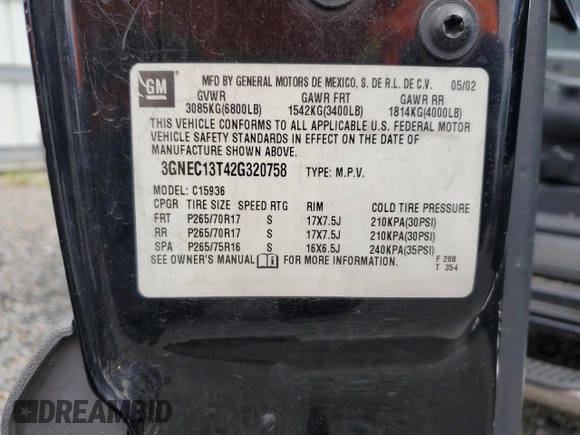 GM
MFD BY GENERAL MOTORS DE MEXICO, S. DE R.L. DE C.V. 05/02
GVWR GAWR FRT GAWR RR
3085KG(6800LB) 1542KG(3400LB) 1814KG(4000LB)
THIS VEHICLE CONFORMS TO ALL APPLICABLE U.S. FEDERAL MOTOR
VEHICLE SAFETY STANDARDS IN EFFECT ON THE DATE OF
MANUFACTURE SHOWN ABOVE.
3GNEC13T42G320758 TYPE: M.P.V.
MODEL: C15936
CPGR TIRE SIZE SPEED RTG RIM COLD TIRE PRESSURE
FRT P265/70R17 S 17X7.5J 210KPA(30PSI)
RR P265/70R17 S 17X7.5J 210KPA(30PSI)
SPA P265/75R16 S 16X6.5J 240KPA(35PSI)
SEE OWNER'S MANUAL FOR MORE INFORMATION. F 208
T 354
DREAMBID